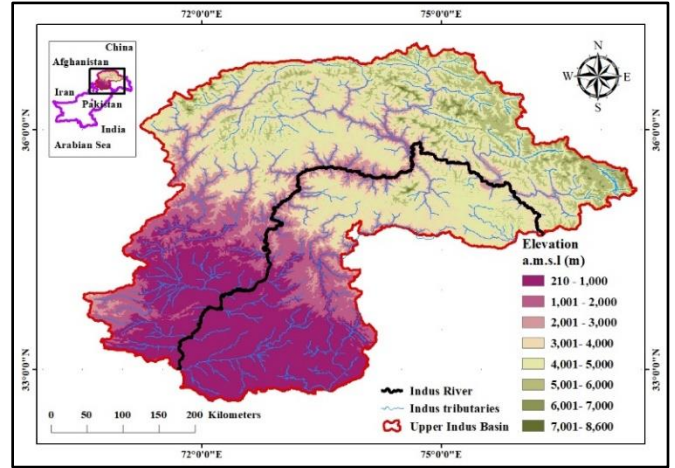 72°0'0"E
75°0'0"E
China
Afghanistan
Iran
Pakistan
India
Arabian Sea
N
W
E
S
36°0'0"N
36°0'0"N
Elevation
a.m.s.l (m)
210 - 1,000
1,001 - 2,000
2,001 - 3,000
3,001- 4,000
4,001- 5,000
5,001- 6,000
6,001- 7,000
7,001- 8,600
33°0'0"N
33°0'0"N
Indus River
Indus tributaries
Upper Indus Basin
0 50 100 150 200 Kilometers
72°0'0"E
75°0'0"E